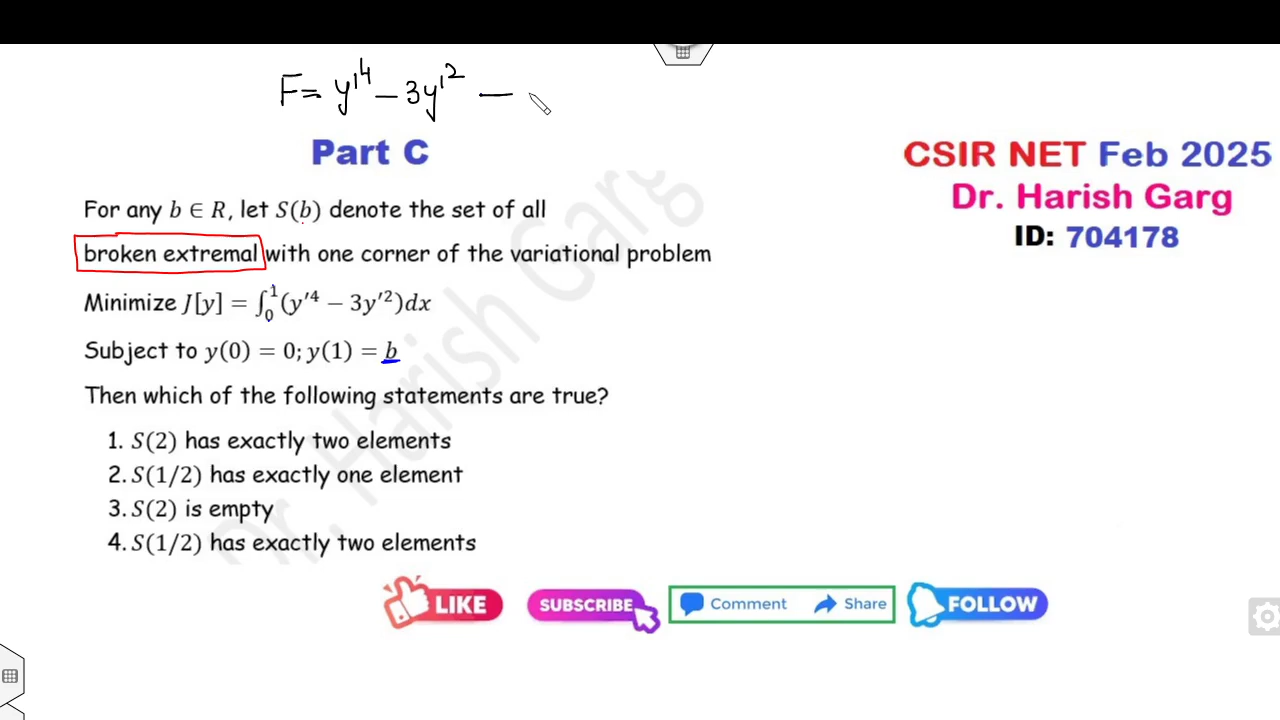 F= y'⁴ – 3y'² –
Part C
CSIR NET Feb 2025
Dr. Harish Garg
ID: 704178
For any b ∈ R, let S(b) denote the set of all
broken extremal with one corner of the variational problem
Minimize J[y] = ∫₀¹(y′⁴ − 3y′²)dx
Subject to y(0) = 0; y(1) = b
Then which of the following statements are true?
1. S(2) has exactly two elements
2. S(1/2) has exactly one element
3. S(2) is empty
4. S(1/2) has exactly two elements
Dr. Harish Garg
LIKE
SUBSCRIBE
Comment
Share
FOLLOW